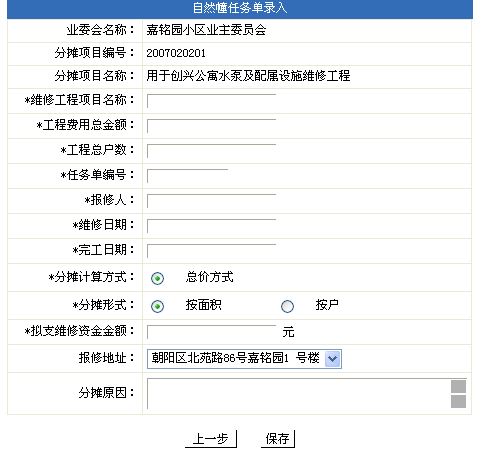 自然幢任务单录入
业委会名称： 嘉铭园小区业主委员会
分摊项目编号： 2007020201
分摊项目名称： 用于创兴公寓水泵及配属设施维修工程
*维修工程项目名称：
*工程费用总金额：
*工程总户数：
*任务单编号：
*报修人：
*维修日期：
*完工日期：
*分摊计算方式： 总价方式
*分摊形式： 按面积 按户
*拟支维修资金金额： 元
报修地址： 朝阳区北苑路86号嘉铭园1 号楼
分摊原因：
上一步 保存